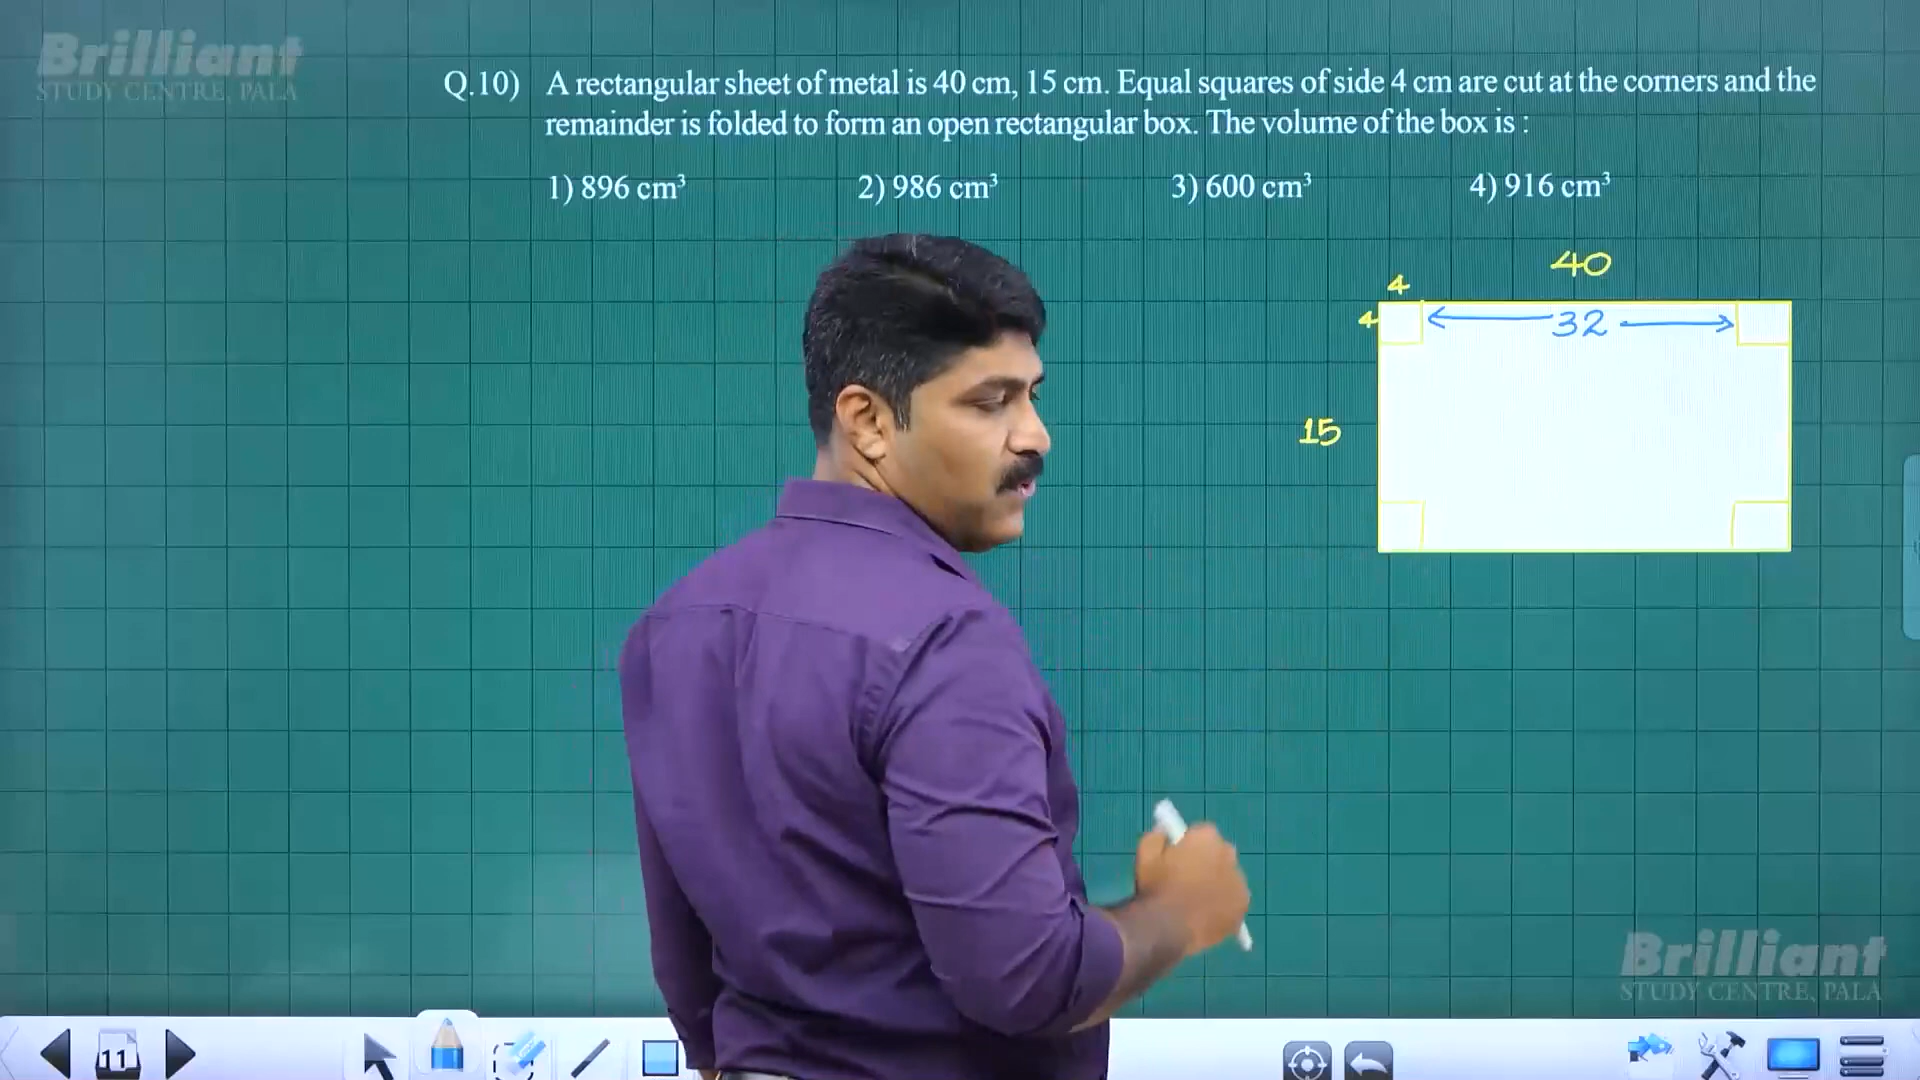 Brilliant
STUDY CENTRE, PALA
Q.10) A rectangular sheet of metal is 40 cm, 15 cm. Equal squares of side 4 cm are cut at the corners and the
remainder is folded to form an open rectangular box. The volume of the box is :
1) 896 cm³ 2) 986 cm³ 3) 600 cm³ 4) 916 cm³
40
4
4
32
15
Brilliant
STUDY CENTRE, PALA
11